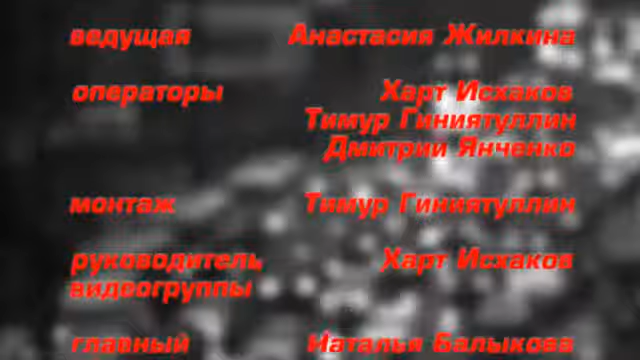 ведущая Анастасия Жилкина
операторы Харт Исхаков
Тимур Гиниятуллин
Дмитрий Янченко
монтаж Тимур Гиниятуллин
руководитель Харт Исхаков
видеогруппы
главный Наталья Балыкова